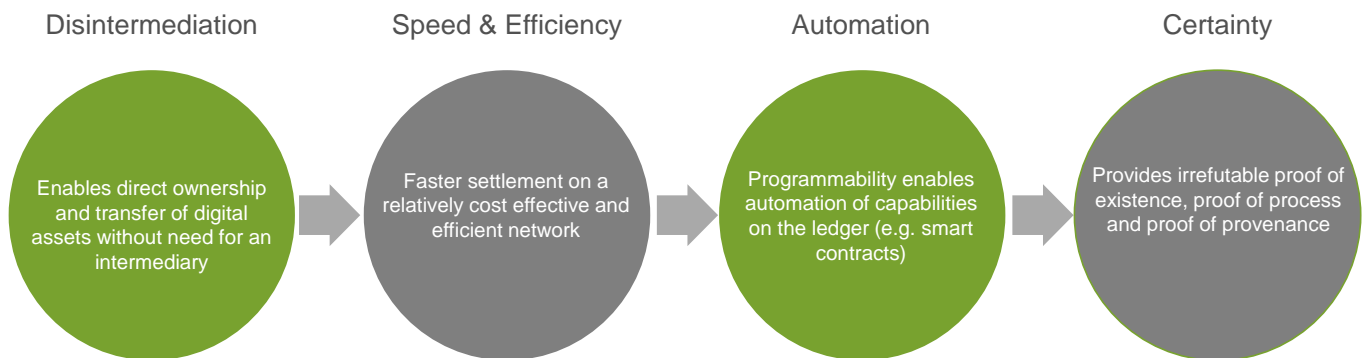 Disintermediation
Speed & Efficiency
Automation
Certainty
Enables direct ownership
and transfer of digital
assets without need for an
intermediary
Faster settlement on a
relatively cost effective and
efficient network
Programmability enables
automation of capabilities
on the ledger (e.g. smart
contracts)
Provides irrefutable proof of
existence, proof of process
and proof of provenance